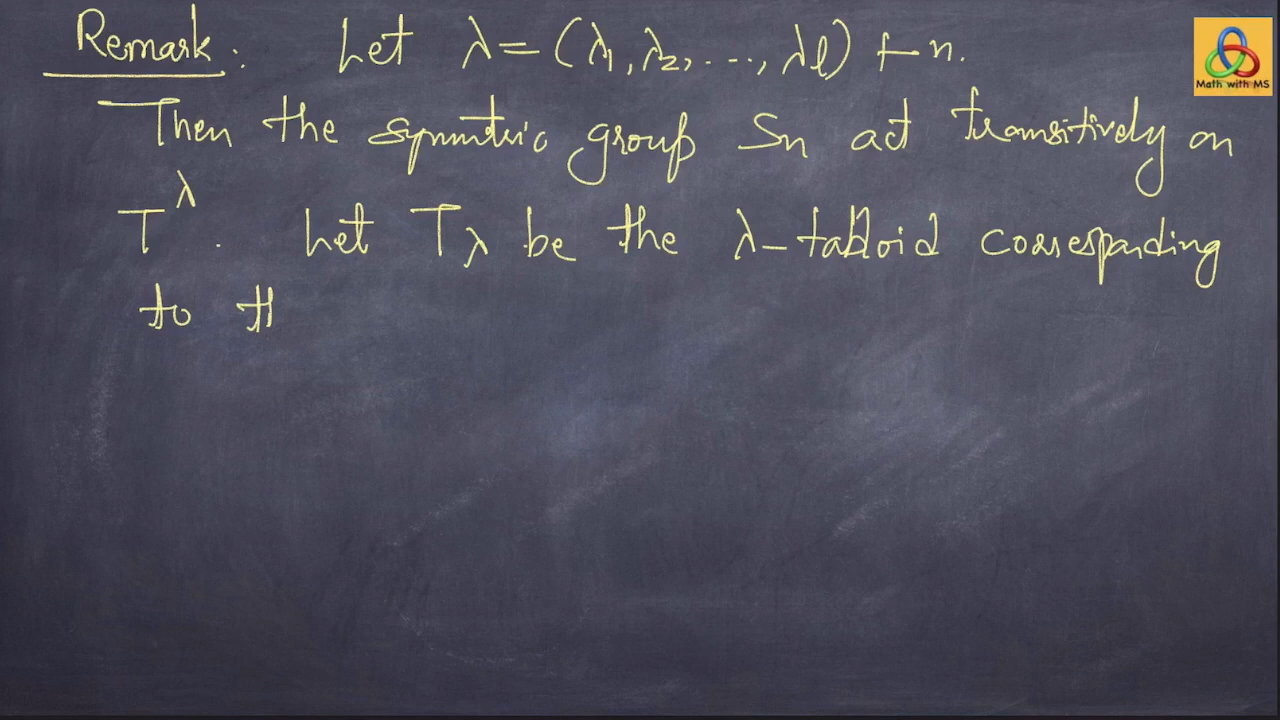 Remark: Let λ = (λ1, λ2, ..., λl) ⊢ n.
Math with MS
Then the symmetric group Sn act transitively on
T^λ. Let Tλ be the λ-tabloid corresponding
to th